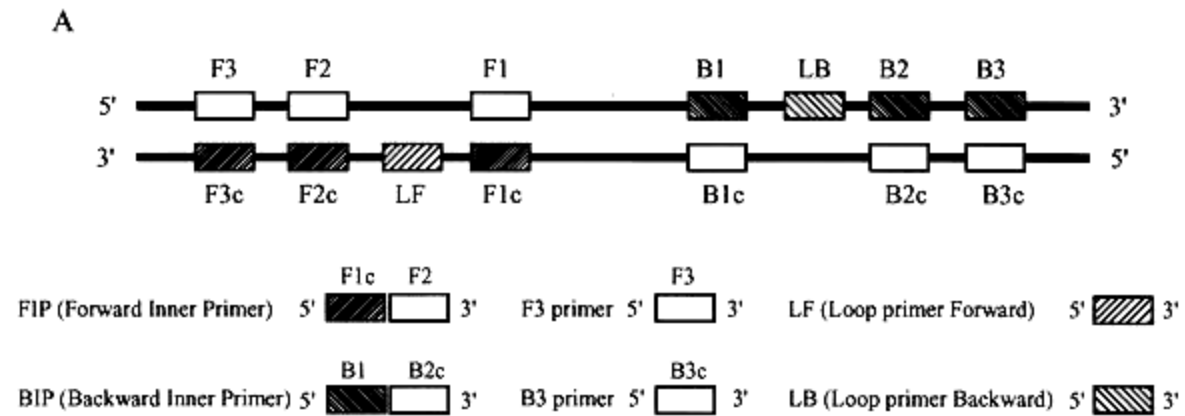 A
F3 F2 F1 B1 LB B2 B3
5' 3'
3' 5'
F3c F2c LF F1c B1c B2c B3c
F1c F2 F3
FIP (Forward Inner Primer) 5' 3' F3 primer 5' 3' LF (Loop primer Forward) 5' 3'
B1 B2c B3c
BIP (Backward Inner Primer) 5' 3' B3 primer 5' 3' LB (Loop primer Backward) 5' 3'